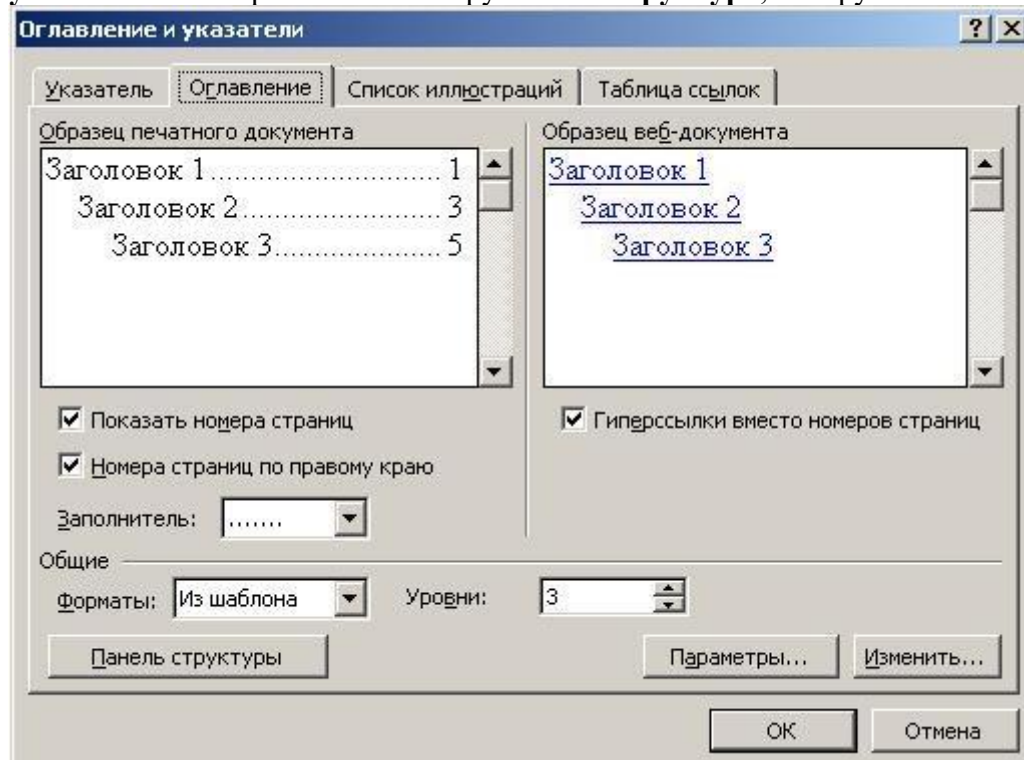 Оглавление и указатели
Указатель Оглавление Список иллюстраций Таблица ссылок
Образец печатного документа
Заголовок 1........................... 1
Заголовок 2....................... 3
Заголовок 3.................... 5
Образец веб-документа
Заголовок 1
Заголовок 2
Заголовок 3
Показать номера страниц
Номера страниц по правому краю
Заполнитель: .......
Гиперссылки вместо номеров страниц
Общие
Форматы: Из шаблона Уровни: 3
Панель структуры Параметры... Изменить...
ОК Отмена